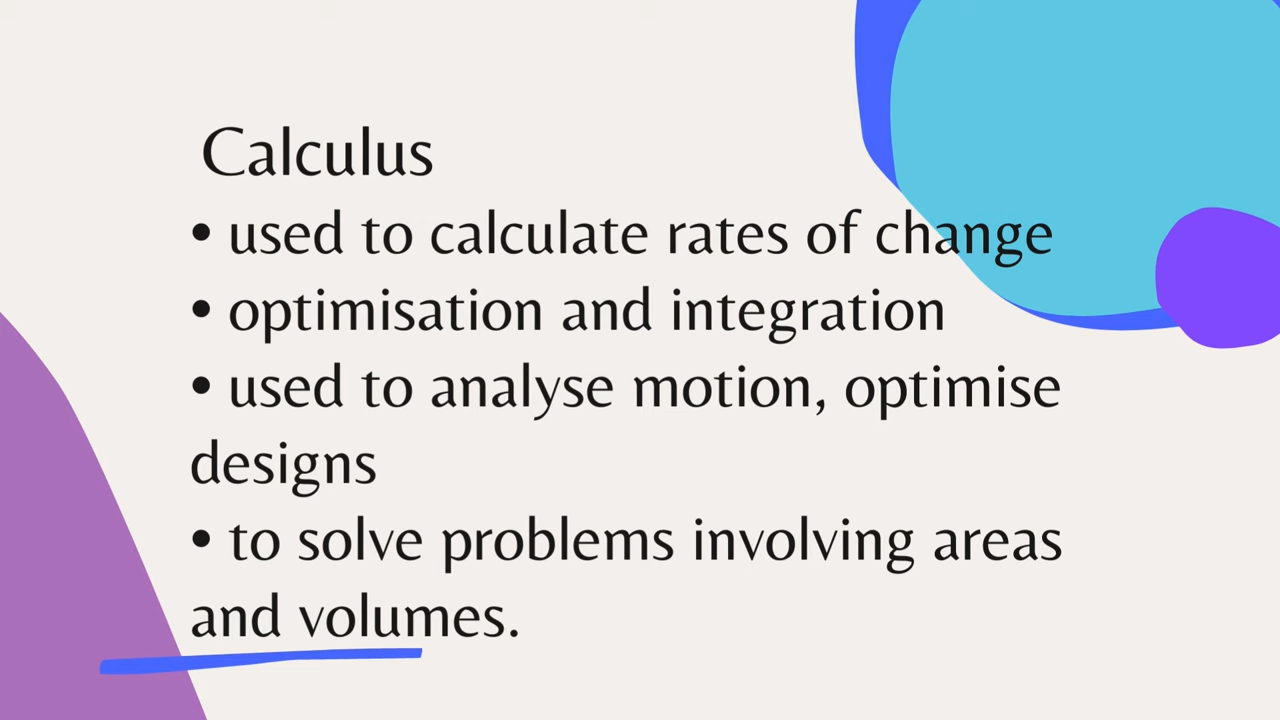 Calculus
• used to calculate rates of change
• optimisation and integration
• used to analyse motion, optimise
designs
• to solve problems involving areas
and volumes.